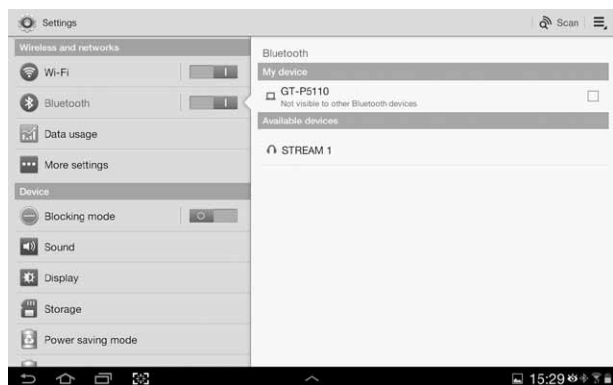 Settings
Scan
Wireless and networks
Wi-Fi
Bluetooth
Data usage
More settings
Device
Blocking mode
Sound
Display
Storage
Power saving mode
Bluetooth
My device
GT-P5110
Not visible to other Bluetooth devices
Available devices
STREAM 1
15:29